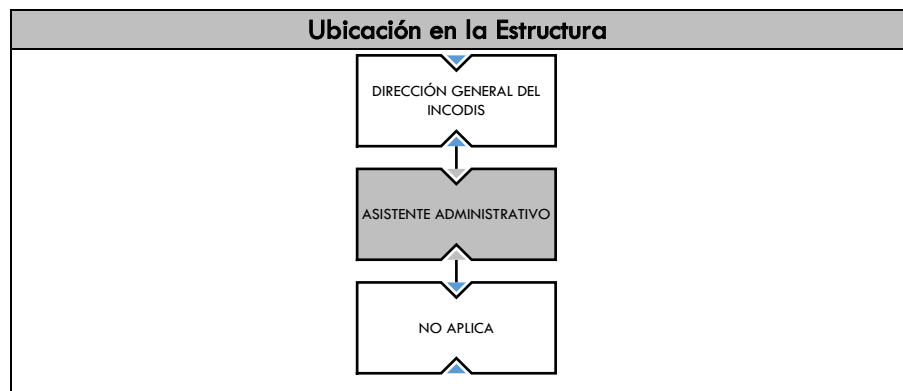 Ubicación en la Estructura
DIRECCIÓN GENERAL DEL
INCODIS
ASISTENTE ADMINISTRATIVO
NO APLICA